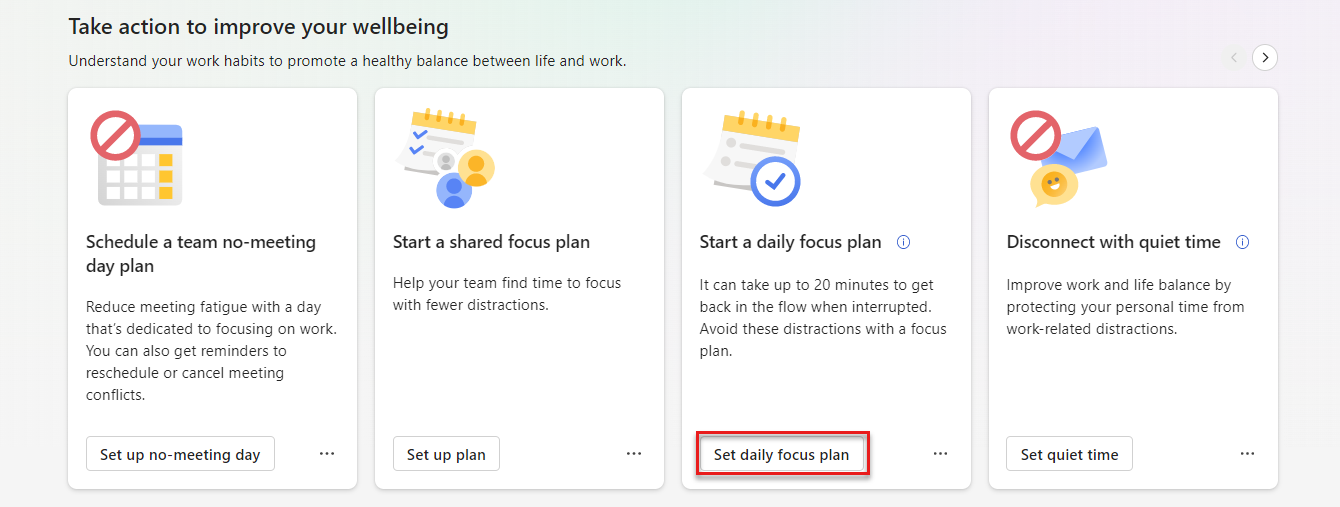 Take action to improve your wellbeing
Understand your work habits to promote a healthy balance between life and work.
Schedule a team no-meeting
day plan
Reduce meeting fatigue with a day
that's dedicated to focusing on work.
You can also get reminders to
reschedule or cancel meeting
conflicts.
Set up no-meeting day
Start a shared focus plan
Help your team find time to focus
with fewer distractions.
Set up plan
Start a daily focus plan
It can take up to 20 minutes to get
back in the flow when interrupted.
Avoid these distractions with a focus
plan.
Set daily focus plan
Disconnect with quiet time
Improve work and life balance by
protecting your personal time from
work-related distractions.
Set quiet time